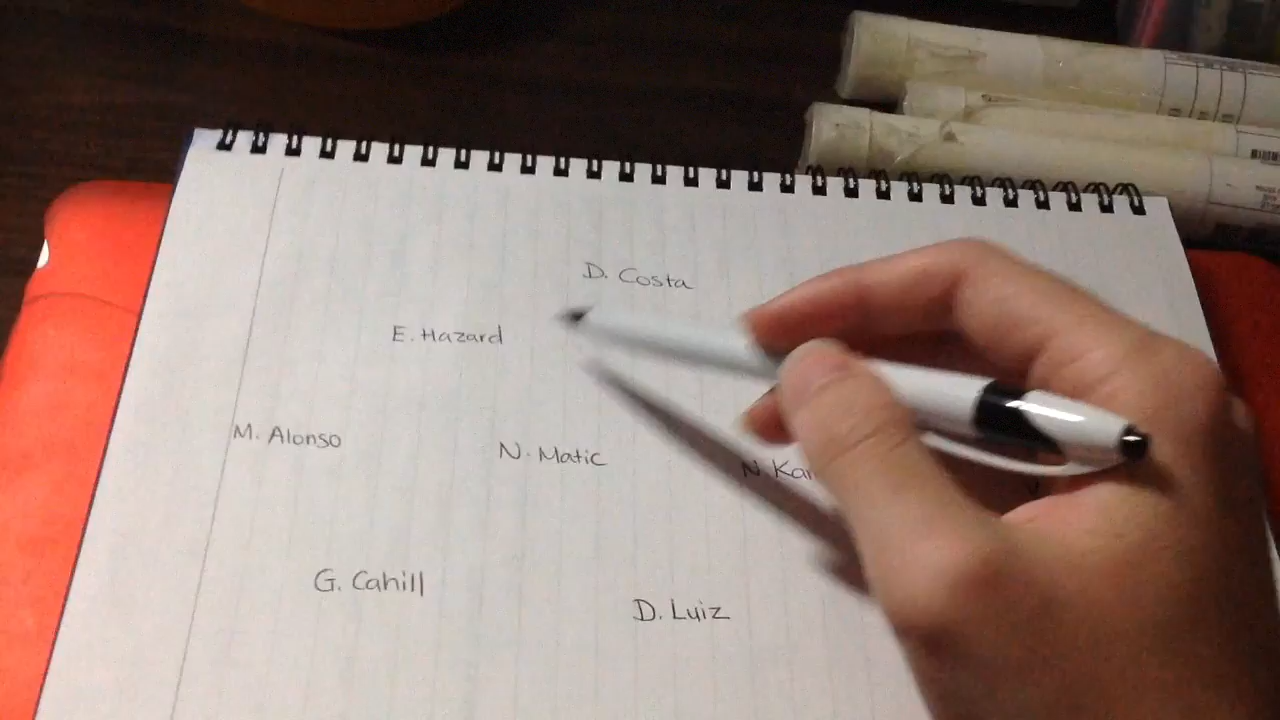 D. Costa
E. Hazard
M. Alonso
N. Matic
N.
G. Cahill
D. Luiz